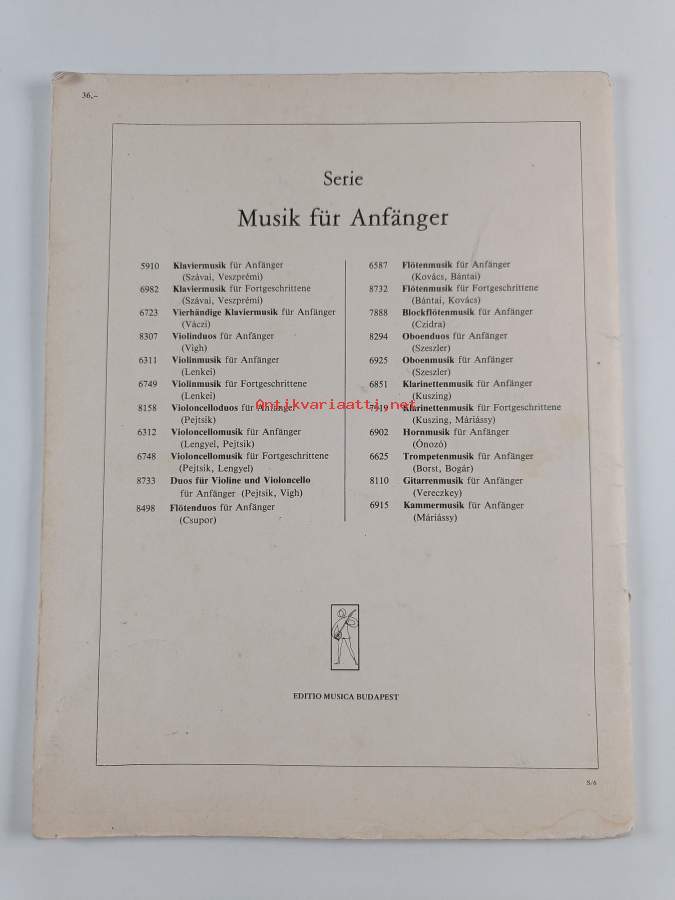 36,–
Serie
Musik für Anfänger
5910 Klaviermusik für Anfänger
(Szávai, Veszprémi)
6982 Klaviermusik für Fortgeschrittene
(Szávai, Veszprémi)
6723 Vierhändige Klaviermusik für Anfänger
(Váczi)
8307 Violinduos für Anfänger
(Vigh)
6311 Violinmusik für Anfänger
(Lenkei)
6749 Violinmusik für Fortgeschrittene
(Lenkei)
8158 Violoncelloduos für Anfänger
(Pejtsik)
6312 Violoncellomusik für Anfänger
(Lengyel, Pejtsik)
6748 Violoncellomusik für Fortgeschrittene
(Pejtsik, Lengyel)
8733 Duos für Violine und Violoncello
für Anfänger (Pejtsik, Vigh)
8498 Flötenduos für Anfänger
(Csupor)
6587 Flötenmusik für Anfänger
(Kovács, Bántai)
8732 Flötenmusik für Fortgeschrittene
(Bántai, Kovács)
7888 Blockflötenmusik für Anfänger
(Czidra)
8294 Oboenduos für Anfänger
(Szeszler)
6925 Oboenmusik für Anfänger
(Szeszler)
6851 Klarinettenmusik für Anfänger
(Kuszing)
7919 Klarinettenmusik für Fortgeschrittene
(Kuszing, Máriássy)
6902 Hornmusik für Anfänger
(Ónozó)
6625 Trompetenmusik für Anfänger
(Borst, Bogár)
8110 Gitarrenmusik für Anfänger
(Vereczkey)
6915 Kammermusik für Anfänger
(Máriássy)
Antikvariaatti.net
EDITIO MUSICA BUDAPEST
S/6